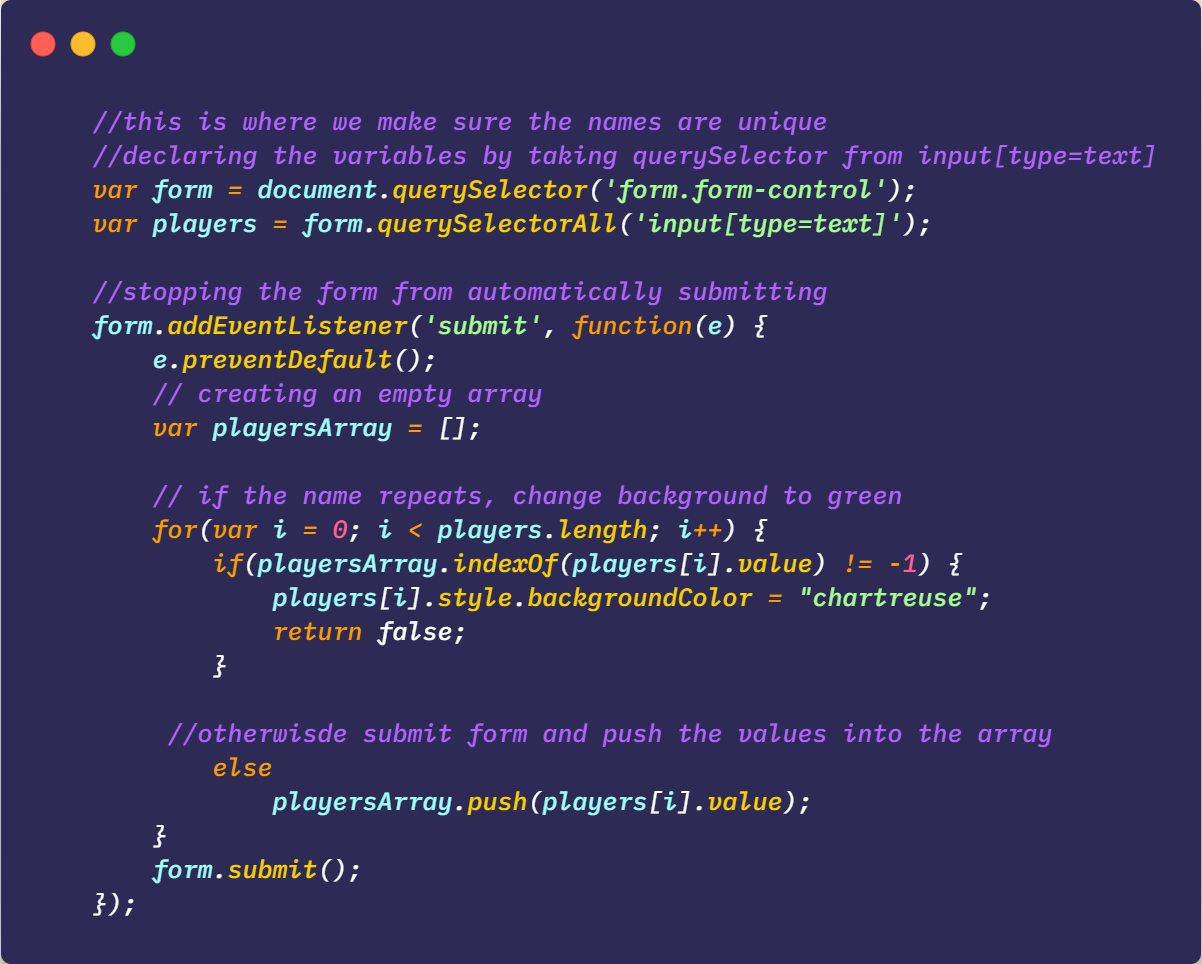 //this is where we make sure the names are unique
//declaring the variables by taking querySelector from input[type=text]
var form = document.querySelector('form.form-control');
var players = form.querySelectorAll('input[type=text]');

//stopping the form from automatically submitting
form.addEventListener('submit', function(e) {
    e.preventDefault();
    // creating an empty array
    var playersArray = [];

    // if the name repeats, change background to green
    for(var i = 0; i < players.length; i++) {
        if(playersArray.indexOf(players[i].value) != -1) {
            players[i].style.backgroundColor = "chartreuse";
            return false;
        }

     //otherwisde submit form and push the values into the array
        else
            playersArray.push(players[i].value);
    }
    form.submit();
});